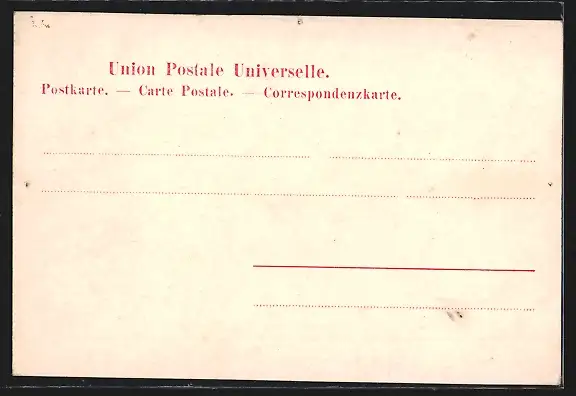 Union Postale Universelle.
Postkarte. — Carte Postale. — Correspondenzkarte.